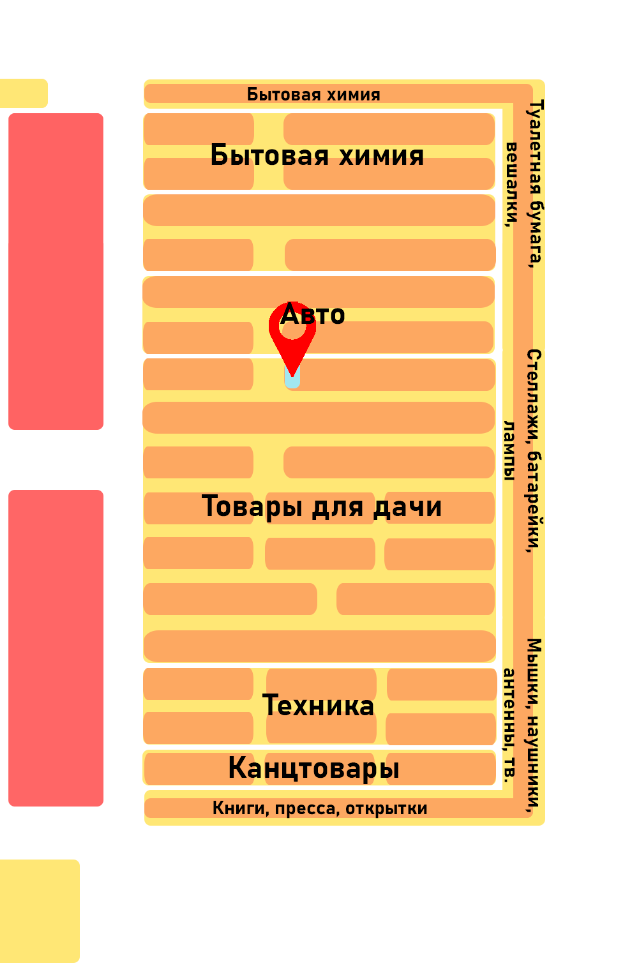 Бытовая химия
Бытовая химия
Туалетная бумага,
вешалки,
Авто
Стеллажи, батарейки,
лампы
Товары для дачи
Мышки, наушники,
антенны, тв.
Техника
Канцтовары
Книги, пресса, открытки